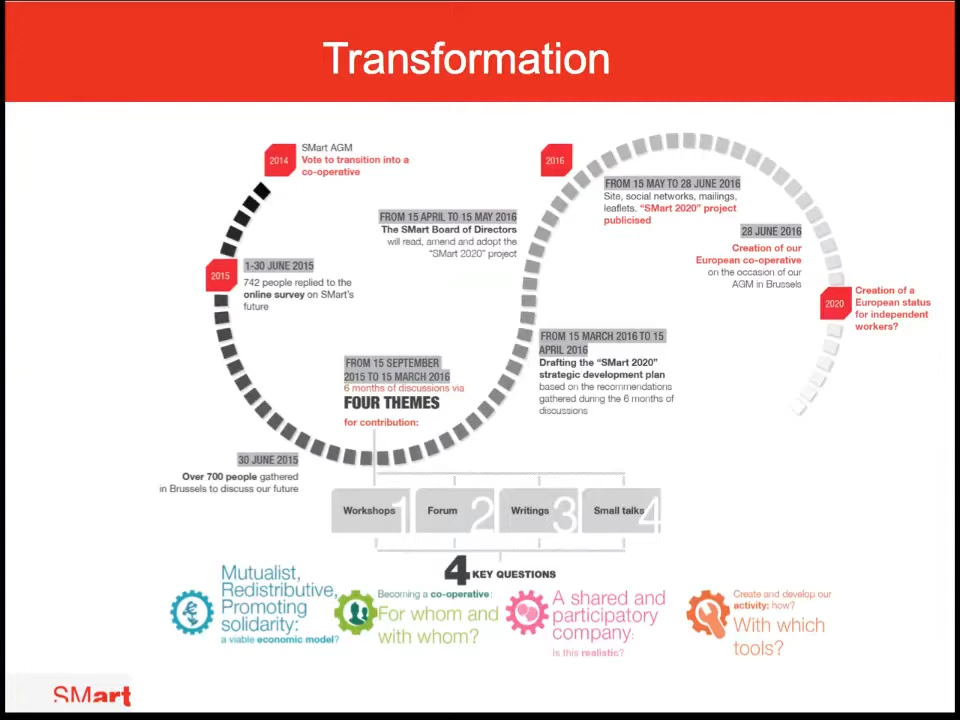 Transformation
2014
SMart AGM
Vote to transition into a
co-operative
2015
1-30 JUNE 2015
742 people replied to the
online survey on SMart's
future
30 JUNE 2015
Over 700 people gathered
in Brussels to discuss our future
FROM 15 SEPTEMBER
2015 TO 15 MARCH 2016
6 months of discussions via
FOUR THEMES
for contribution:
FROM 15 APRIL TO 15 MAY 2016
The SMart Board of Directors
will read, amend and adopt the
“SMart 2020” project
FROM 15 MARCH 2016 TO 15
APRIL 2016
Drafting the “SMart 2020”
strategic development plan
based on the recommendations
gathered during the 6 months of
discussions
2016
FROM 15 MAY TO 28 JUNE 2016
Site, social networks, mailings,
leaflets. “SMart 2020” project
publicised
28 JUNE 2016
Creation of our
European co-operative
on the occasion of our
AGM in Brussels
2020
Creation of a
European status
for independent
workers?
Workshops 1
Forum 2
Writings 3
Small talks 4
4 KEY QUESTIONS
Mutualist,
Redistributive,
Promoting
solidarity:
a viable economic model?
Becoming a co-operative:
For whom and
with whom?
A shared and
participatory
company:
Is this realistic?
Create and develop our
activity: how?
With which
tools?
SMart